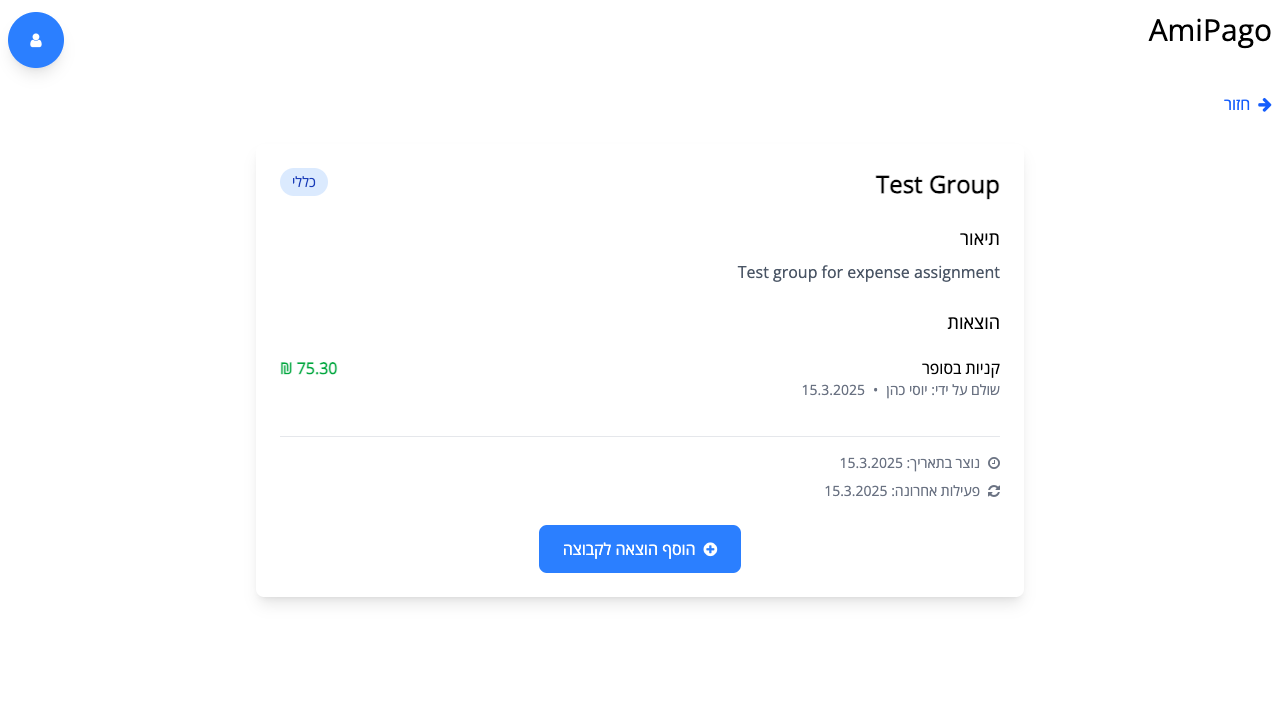 AmiPago
חזור
Test Group
כללי
תיאור
Test group for expense assignment
הוצאות
קניות בסופר
75.30 ₪
שולם על ידי: יוסי כהן • 15.3.2025
נוצר בתאריך: 15.3.2025
פעילות אחרונה: 15.3.2025
הוסף הוצאה לקבוצה